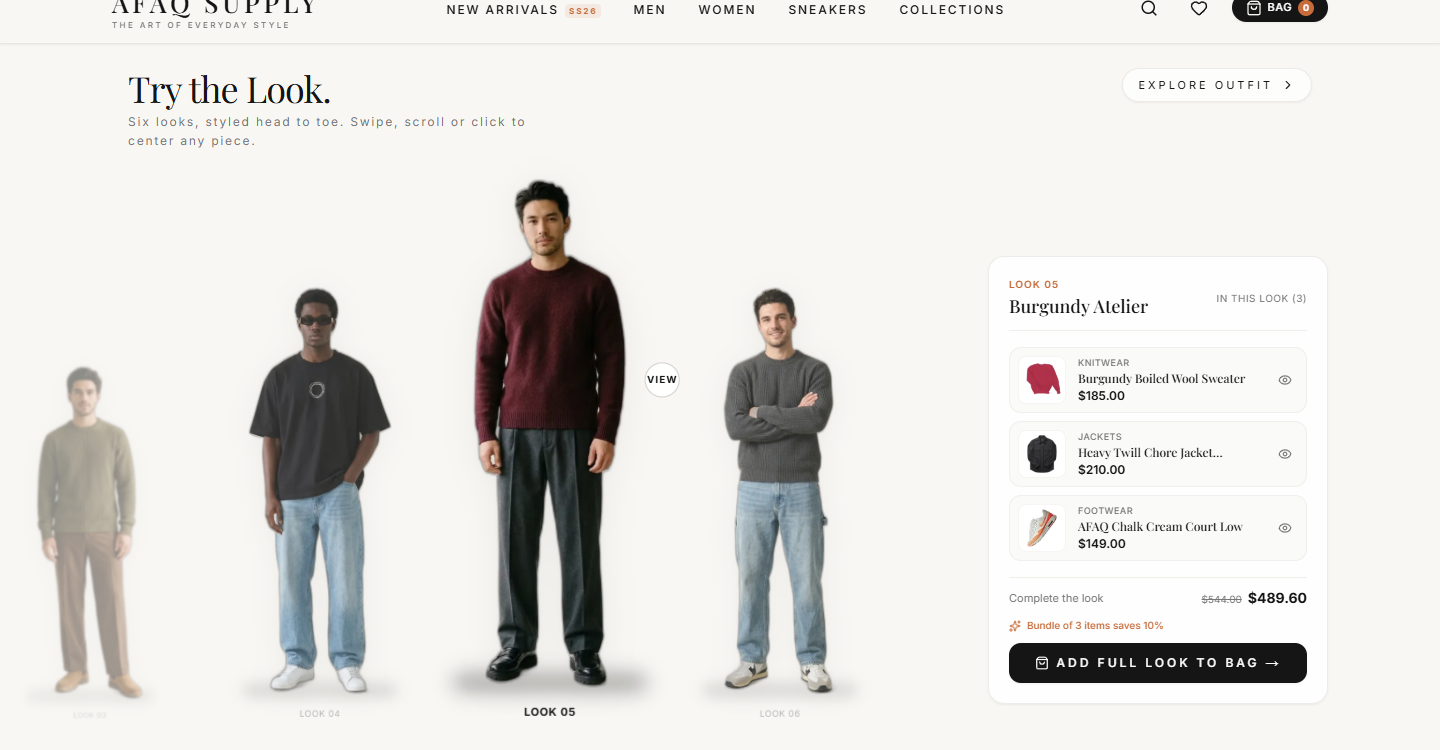 AFAQ SUPPLY
THE ART OF EVERYDAY STYLE
NEW ARRIVALS SS26 MEN WOMEN SNEAKERS COLLECTIONS
BAG 0
Try the Look.
EXPLORE OUTFIT
Six looks, styled head to toe. Swipe, scroll or click to
center any piece.
VIEW
LOOK 03
LOOK 04
LOOK 05
LOOK 06
LOOK 05
Burgundy Atelier
IN THIS LOOK (3)
KNITWEAR
Burgundy Boiled Wool Sweater
$185.00
JACKETS
Heavy Twill Chore Jacket...
$210.00
FOOTWEAR
AFAQ Chalk Cream Court Low
$149.00
Complete the look $544.00 $489.60
Bundle of 3 items saves 10%
ADD FULL LOOK TO BAG →